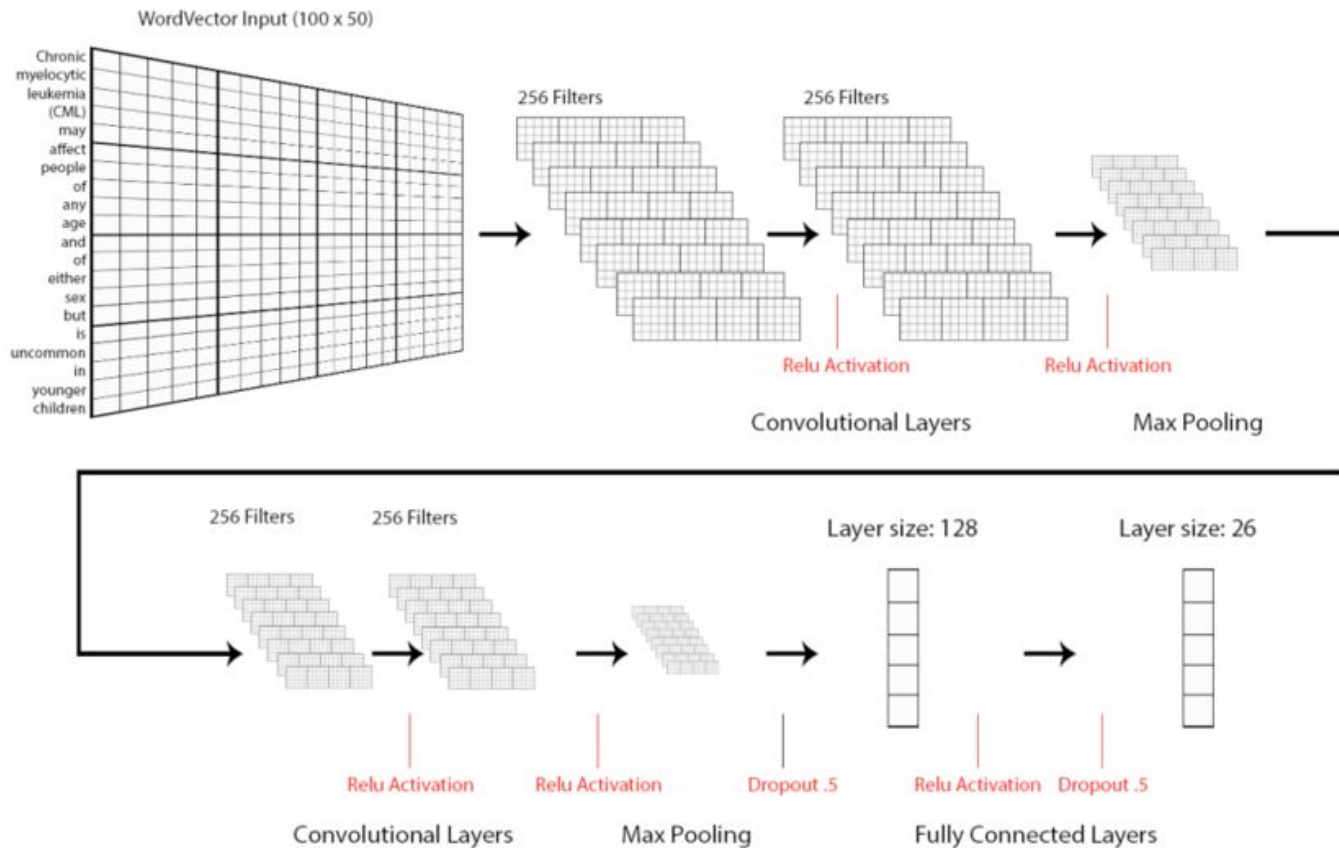 WordVector Input (100 x 50)
Chronic
myelocytic
leukemia
(CML)
may
affect
people
of
any
age
and
of
either
sex
but
is
uncommon
in
younger
children
256 Filters
256 Filters
Relu Activation
Relu Activation
Convolutional Layers
Max Pooling
256 Filters
256 Filters
Layer size: 128
Layer size: 26
Relu Activation
Relu Activation
Dropout .5
Relu Activation
Dropout .5
Convolutional Layers
Max Pooling
Fully Connected Layers